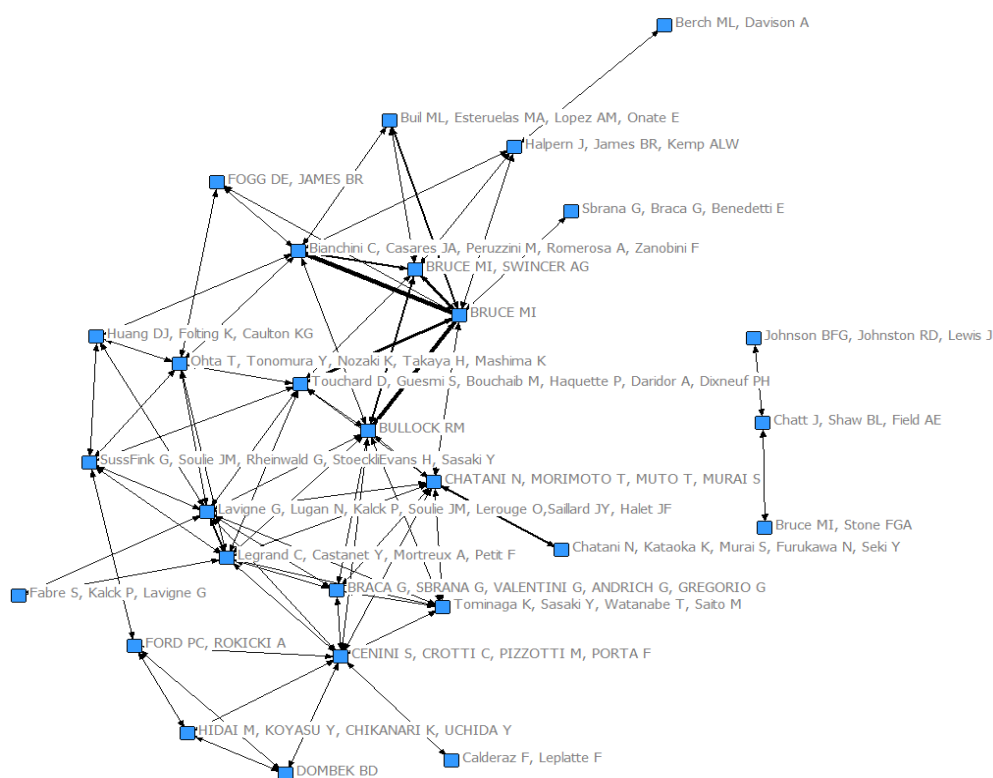 Berch ML, Davison A
Buil ML, Esteruelas MA, Lopez AM, Onate E
Halpern J, James BR, Kemp ALW
FOGG DE, JAMES BR
Sbrana G, Braca G, Benedetti E
Bianchini C, Casares JA, Peruzzini M, Romerosa A, Zanobini F
BRUCE MI, SWINCER AG
BRUCE MI
Huang DJ, Folting K, Caulton KG
Johnson BFG, Johnston RD, Lewis J
Ohta T, Tonomura Y, Nozaki K, Takaya H, Mashima K
Touchard D, Guesmi S, Bouchaib M, Haquette P, Daridor A, Dixneuf PH
Chatt J, Shaw BL, Field AE
BULLOCK RM
SussFink G, Soulie JM, Rheinwald G, StoeckliEvans H, Sasaki Y
CHATANI N, MORIMOTO T, MUTO T, MURAI S
Lavigne G, Lugan N, Kalck P, Soulie JM, Lerouge O,Saillard JY, Halet JF
Bruce MI, Stone FGA
Chatani N, Kataoka K, Murai S, Furukawa N, Seki Y
Legrand C, Castanet Y, Mortreux A, Petit F
BRACA G, SBRANA G, VALENTINI G, ANDRICH G, GREGORIO G
Fabre S, Kalck P, Lavigne G
Tominaga K, Sasaki Y, Watanabe T, Saito M
FORD PC, ROKICKI A
CENINI S, CROTTI C, PIZZOTTI M, PORTA F
HIDAI M, KOYASU Y, CHIKANARI K, UCHIDA Y
Calderaz F, Leplatte F
DOMBEK BD